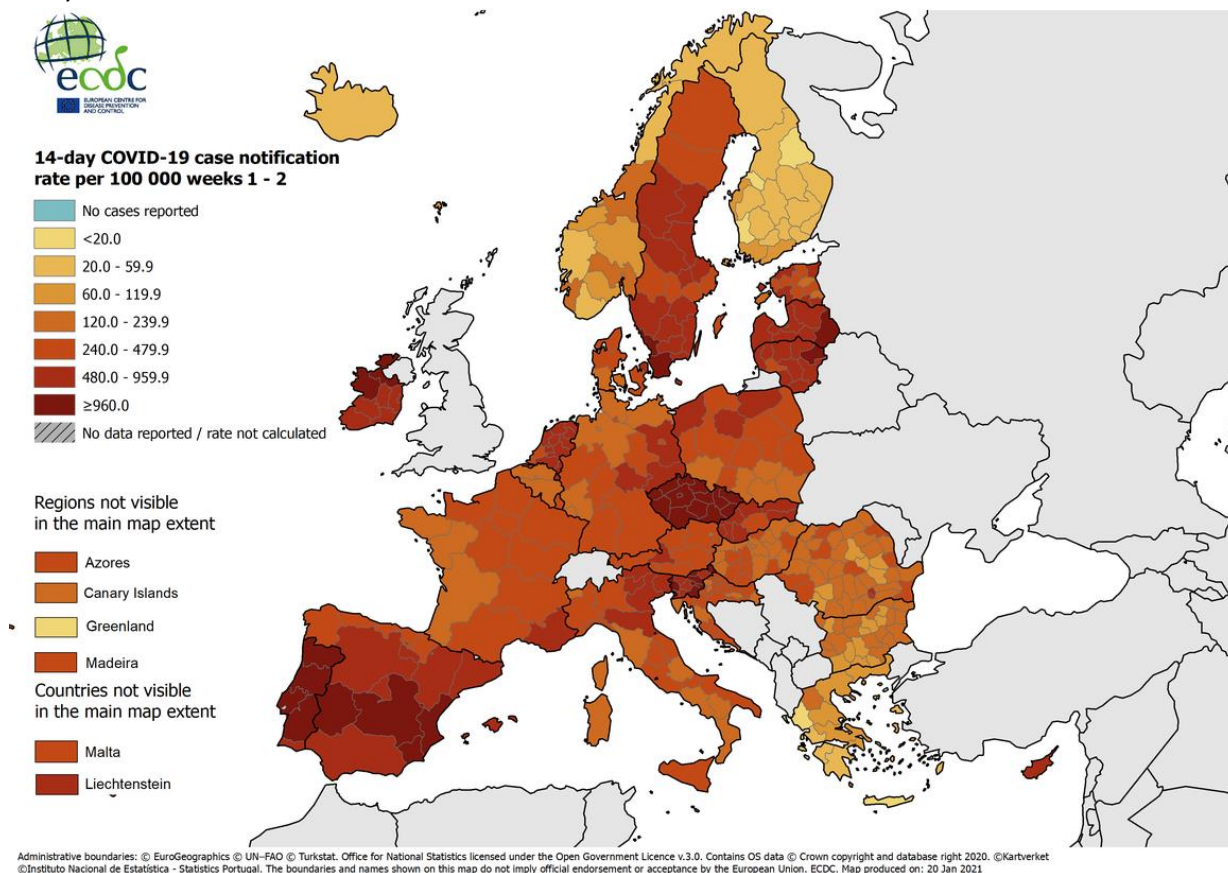 ecdc
EUROPEAN CENTRE FOR
DISEASE PREVENTION
AND CONTROL
14-day COVID-19 case notification
rate per 100 000 weeks 1 - 2
No cases reported
<20.0
20.0 - 59.9
60.0 - 119.9
120.0 - 239.9
240.0 - 479.9
480.0 - 959.9
≥960.0
No data reported / rate not calculated
Regions not visible
in the main map extent
Azores
Canary Islands
Greenland
Madeira
Countries not visible
in the main map extent
Malta
Liechtenstein
Administrative boundaries: © EuroGeographics © UN–FAO © Turkstat. Office for National Statistics licensed under the Open Government Licence v.3.0. Contains OS data © Crown copyright and database right 2020. ©Kartverket
©Instituto Nacional de Estatística - Statistics Portugal. The boundaries and names shown on this map do not imply official endorsement or acceptance by the European Union. ECDC. Map produced on: 20 Jan 2021